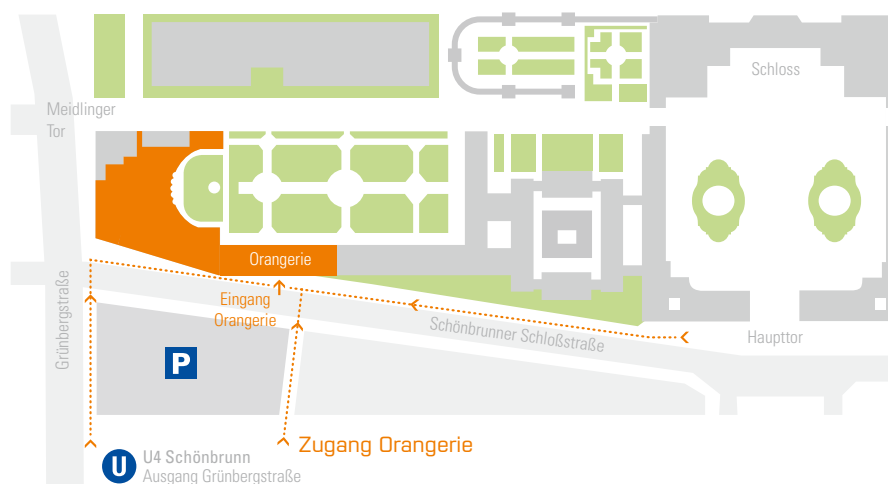 Schloss
Meidlinger
Tor
Orangerie
Grünbergstraße
Eingang
Orangerie
Schönbrunner Schloßstraße
Haupttor
P
Zugang Orangerie
U
U4 Schönbrunn
Ausgang Grünbergstraße